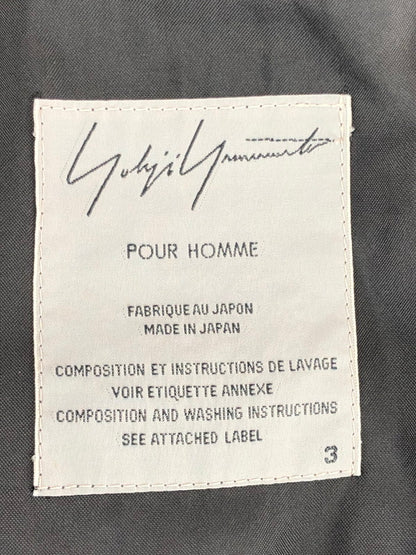 Yohji Yamamoto
POUR HOMME
FABRIQUE AU JAPON
MADE IN JAPAN
COMPOSITION ET INSTRUCTIONS DE LAVAGE
VOIR ETIQUETTE ANNEXE
COMPOSITION AND WASHING INSTRUCTIONS
SEE ATTACHED LABEL
3